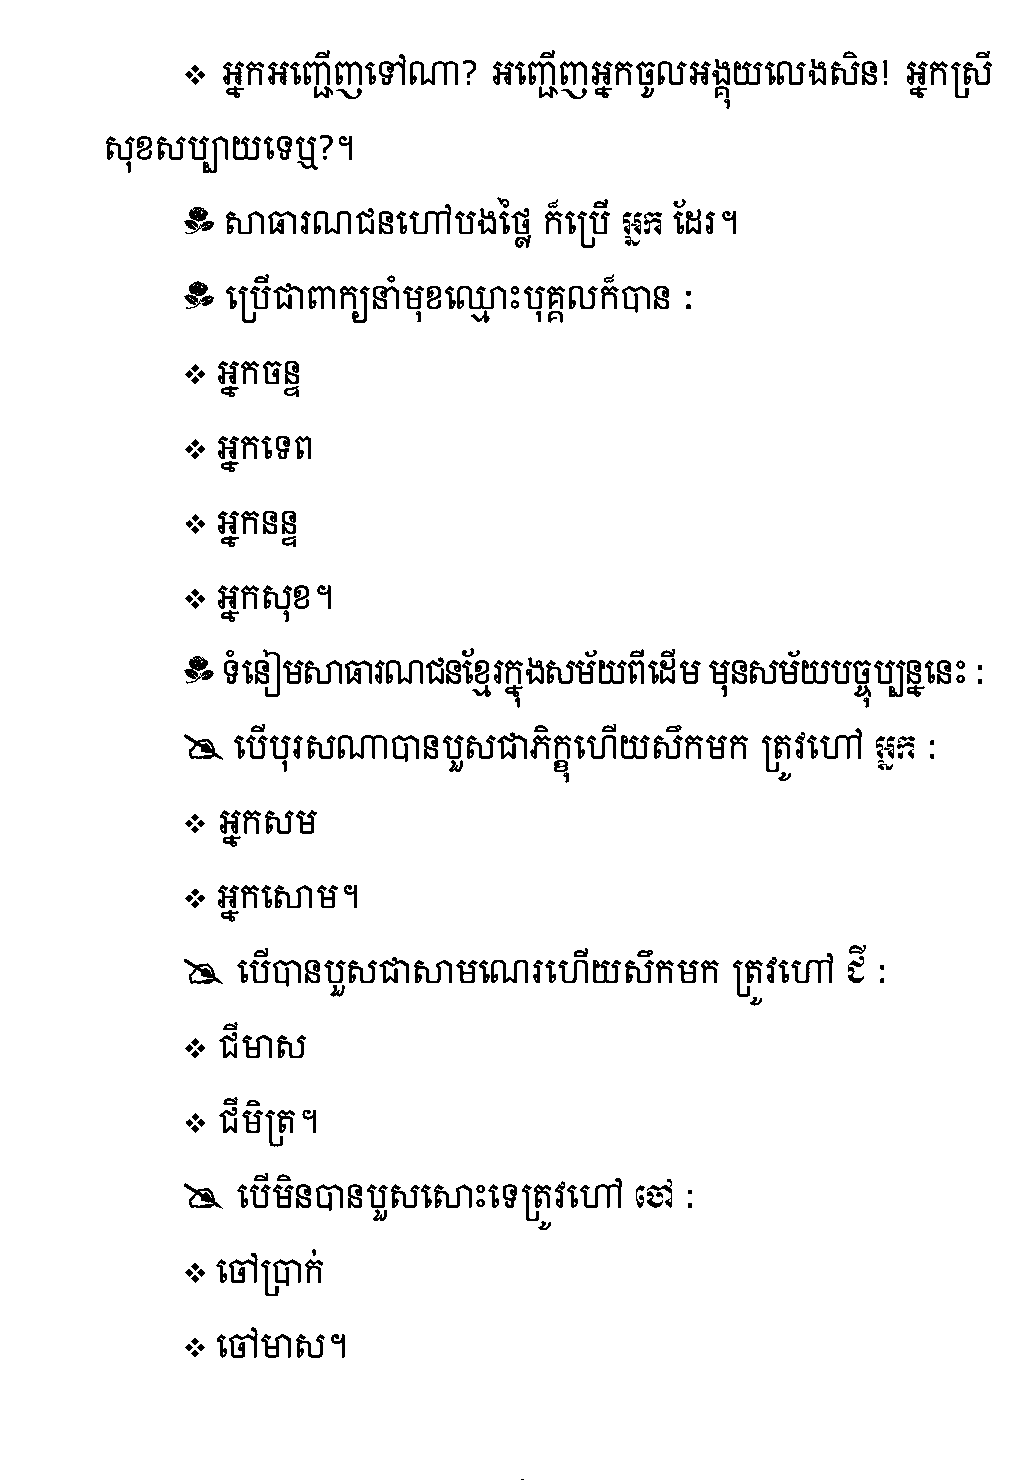 ❖ អ្នកអញ្ជើញទៅណា? អញ្ជើញអ្នកចូលអង្គុយលេងសិន! អ្នកស្រី
សុខសប្បាយទេឬ?។
សាធារណជនហៅបងថ្លៃ ក៏ប្រើ អ្នក ដែរ។
ប្រើជាពាក្យនាំមុខឈ្មោះបុគ្គលក៏បាន :
❖ អ្នកចន្ទ
❖ អ្នកទេព
❖ អ្នកនន្ទ
❖ អ្នកសុខ។
ទំនៀមសាធារណជនខ្មែរក្នុងសម័យពីដើម មុនសម័យបច្ចុប្បន្ននេះ :
បើបុរសណាបានបួសជាភិក្ខុហើយសឹកមក ត្រូវហៅ អ្នក :
❖ អ្នកសម
❖ អ្នកសោម។
បើបានបួសជាសាមណេរហើយសឹកមក ត្រូវហៅ ជី :
❖ ជីមាស
❖ ជីមិត្រ។
បើមិនបានបួសសោះទេត្រូវហៅ ចៅ :
❖ ចៅប្រាក់
❖ ចៅមាស។